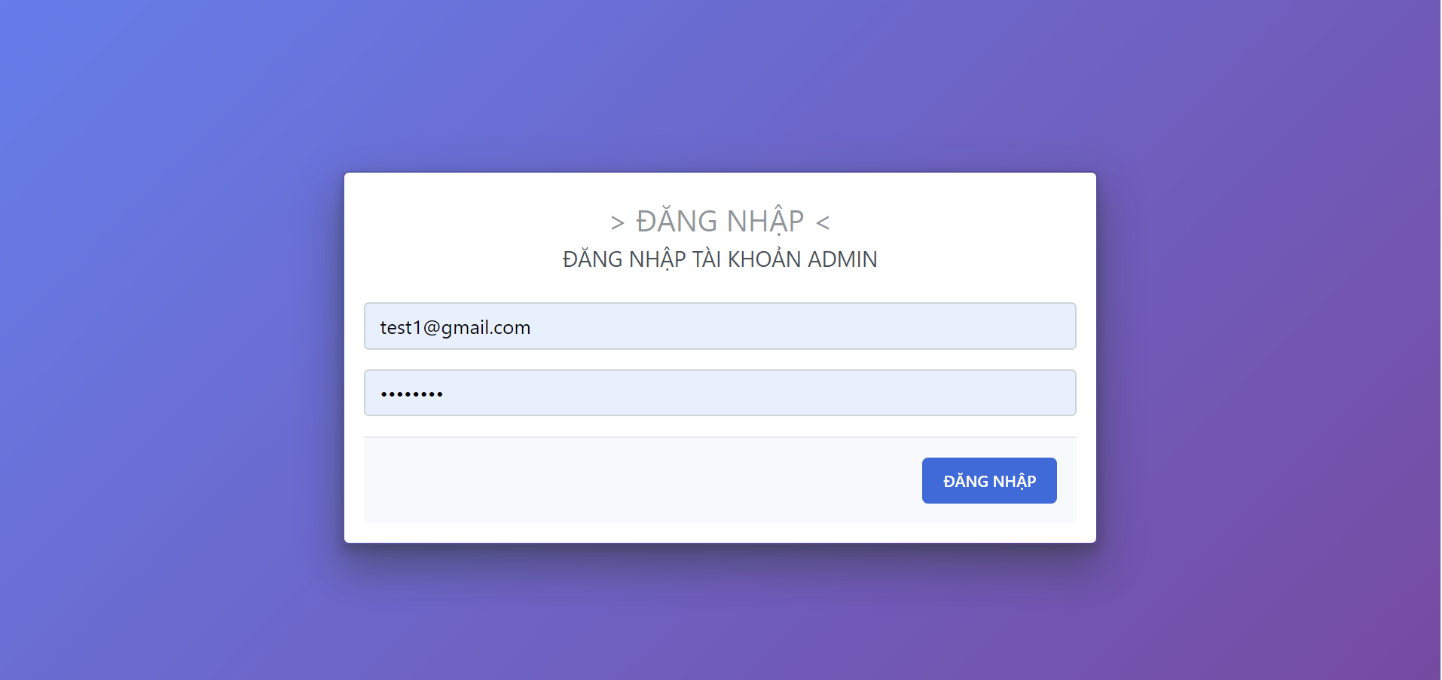 > ĐĂNG NHẬP <
ĐĂNG NHẬP TÀI KHOẢN ADMIN
test1@gmail.com
••••••••
ĐĂNG NHẬP